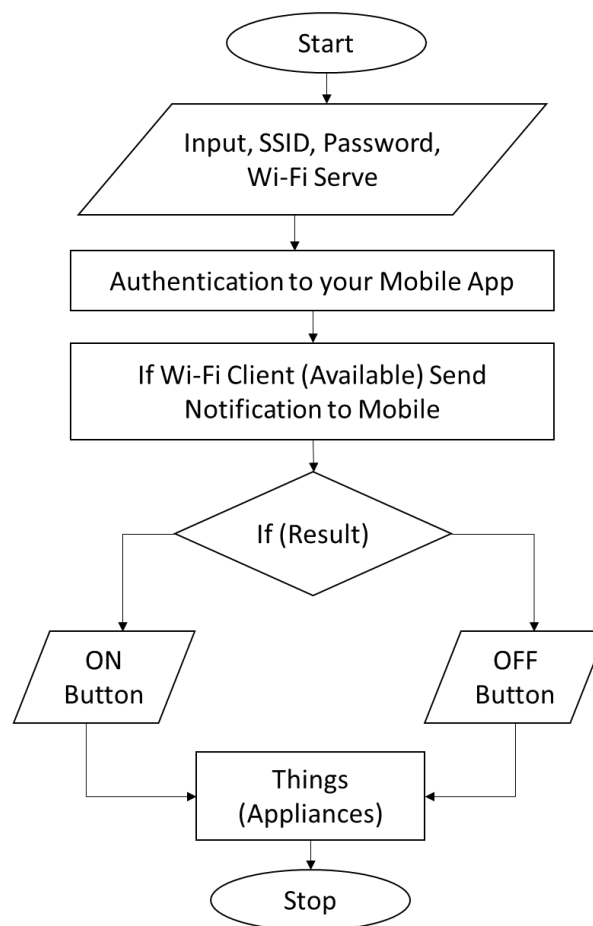 Start
Input, SSID, Password,
Wi-Fi Serve
Authentication to your Mobile App
If Wi-Fi Client (Available) Send
Notification to Mobile
If (Result)
ON
Button
OFF
Button
Things
(Appliances)
Stop